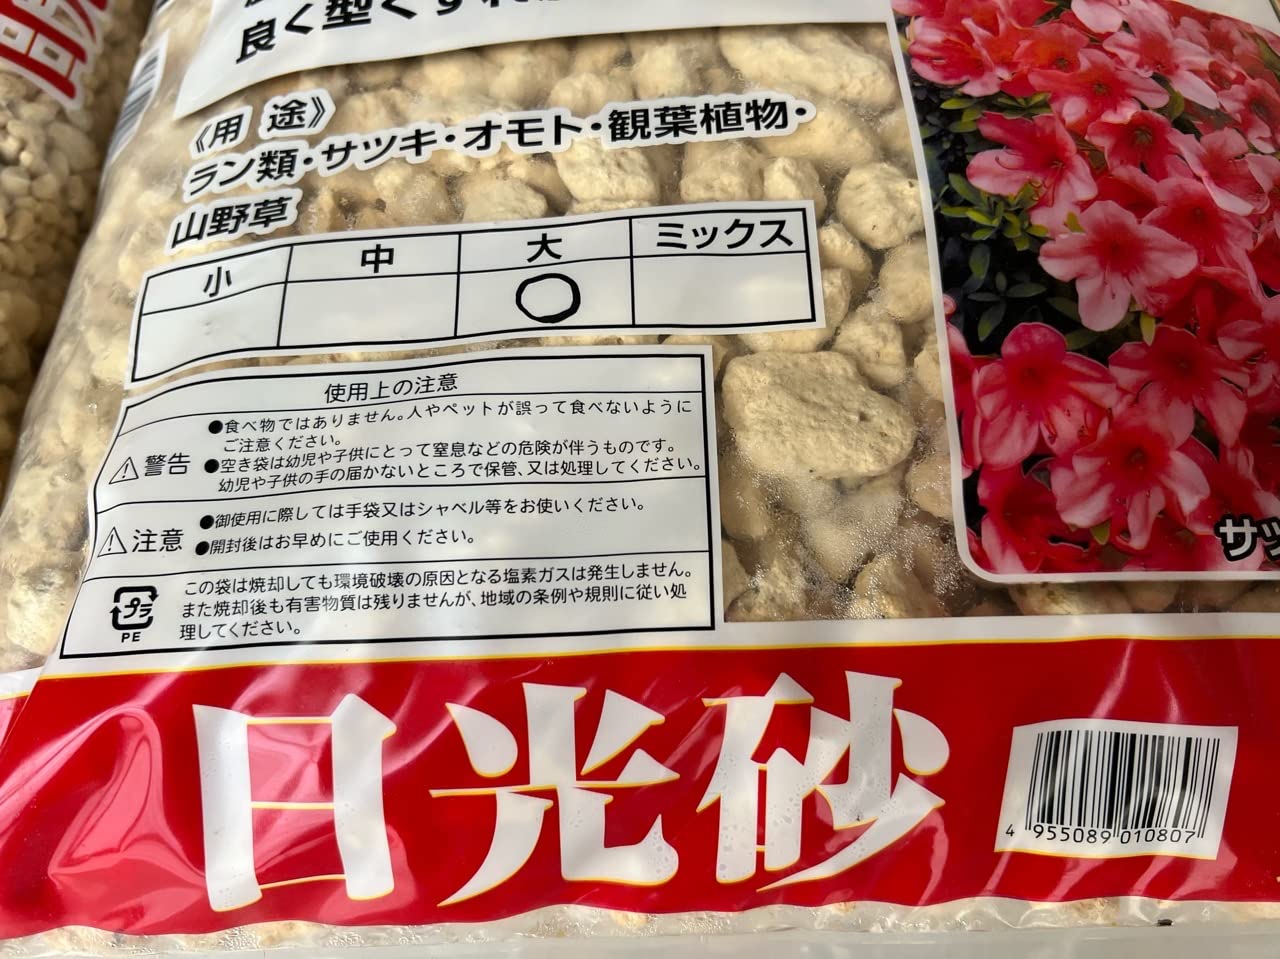 良く型くずれ
《用 途》
ラン類・サツキ・オモト・観葉植物・
山野草
小 中 大 ミックス
○
使用上の注意
警告
●食べ物ではありません。人やペットが誤って食べないように
ご注意ください。
●空き袋は幼児や子供にとって窒息などの危険が伴うものです。
幼児や子供の手の届かないところで保管、又は処理してください。
注意
●御使用に際しては手袋又はシャベル等をお使いください。
●開封後はお早めにご使用ください。
プラ
PE
この袋は焼却しても環境破壊の原因となる塩素ガスは発生しません。
また焼却後も有害物質は残りませんが、地域の条例や規則に従い処
理してください。
サツ
日光砂
4 955089 010807